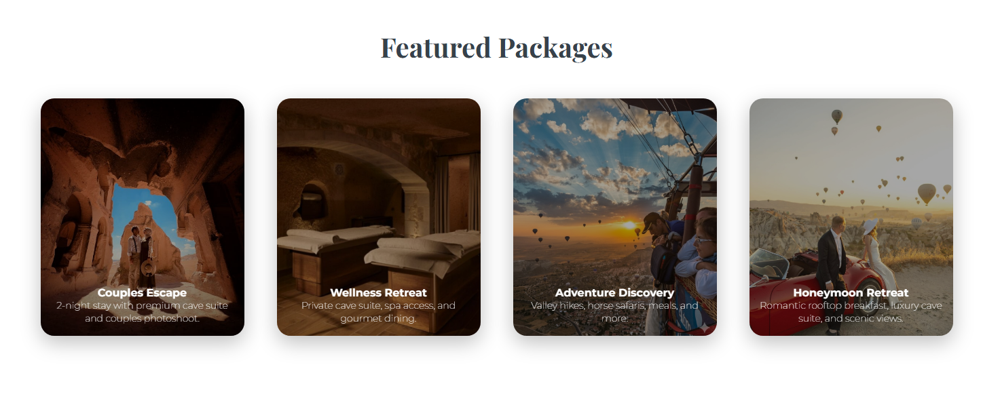 Featured Packages
Couples Escape
2-night stay with premium cave suite
and couples photoshoot.
Wellness Retreat
Private cave suite, spa access, and
gourmet dining.
Adventure Discovery
Valley hikes, horse safaris, meals, and
more.
Honeymoon Retreat
Romantic rooftop breakfast, luxury cave
suite, and scenic views.